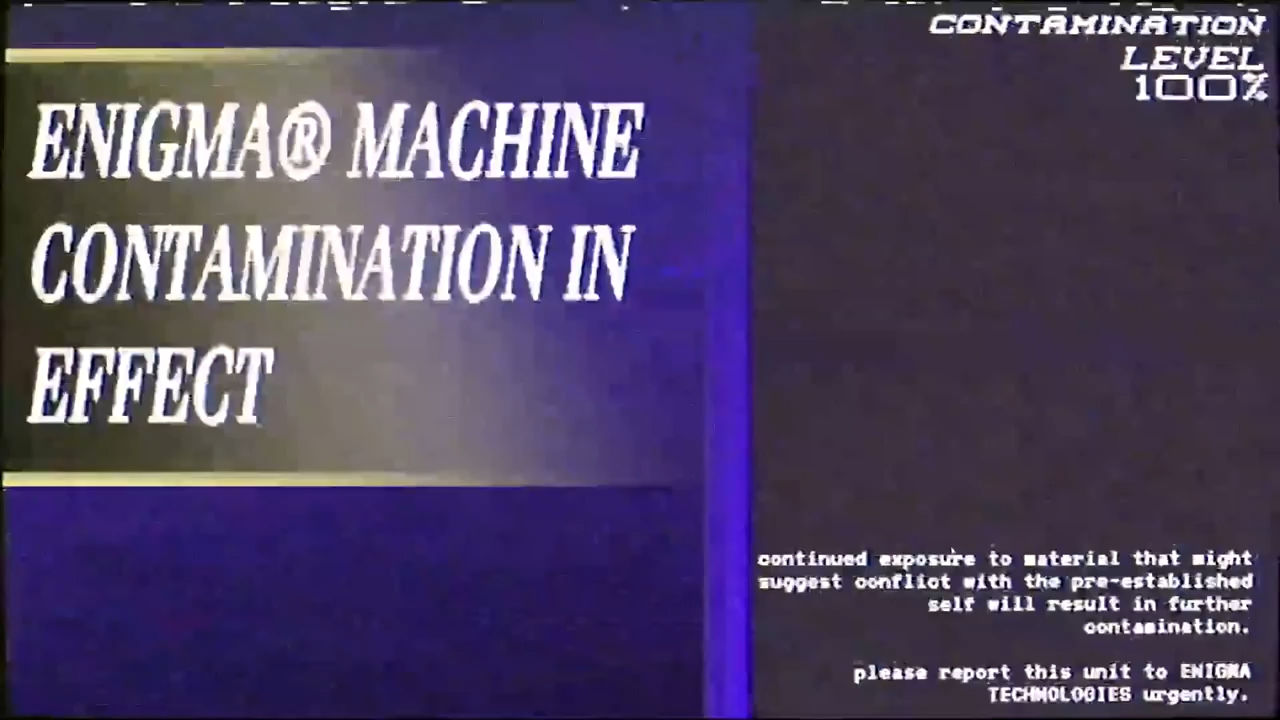 ENIGMA® MACHINE
CONTAMINATION IN
EFFECT
CONTAMINATION
LEVEL
100%
continued exposure to material that might
suggest conflict with the pre-established
self will result in further
contamination.
please report this unit to ENIGMA
TECHNOLOGIES urgently.